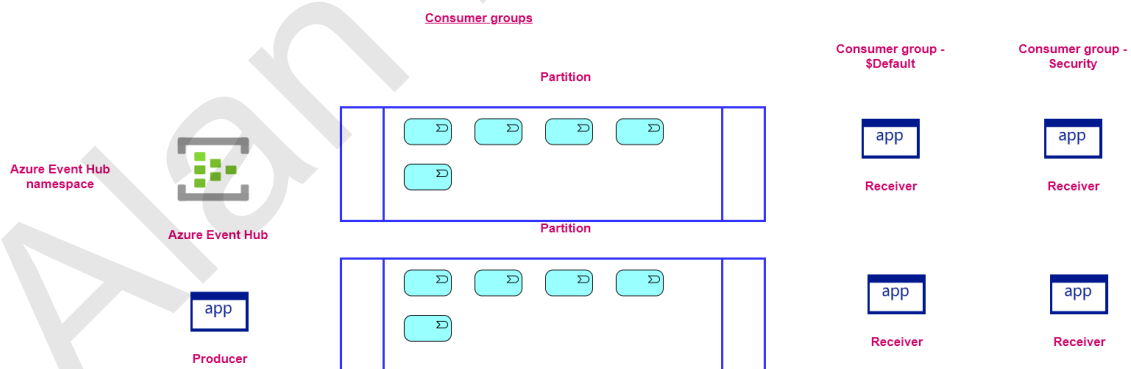 Consumer groups
Consumer group -
$Default
Consumer group -
Security
Partition
app
app
Azure Event Hub
namespace
Receiver
Receiver
Azure Event Hub
Partition
app
app
app
Receiver
Receiver
Producer
Alan